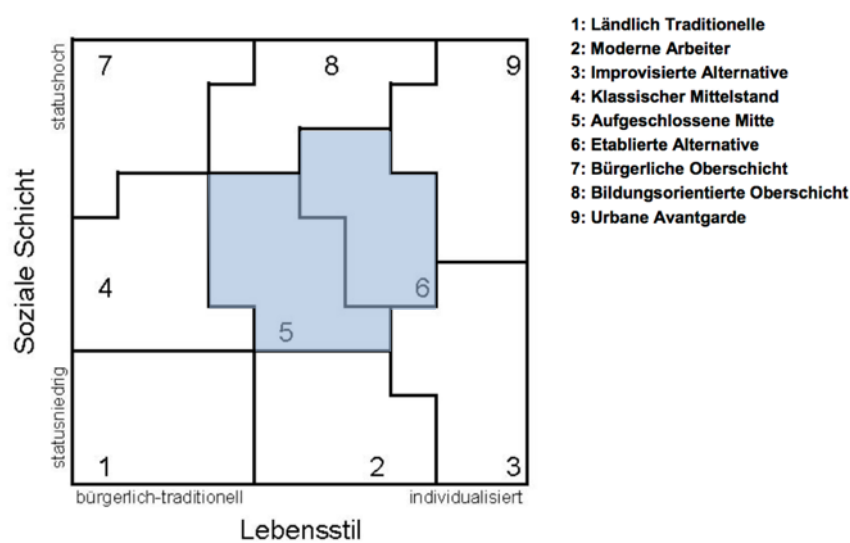 1: Ländlich Traditionelle
2: Moderne Arbeiter
3: Improvisierte Alternative
4: Klassischer Mittelstand
5: Aufgeschlossene Mitte
6: Etablierte Alternative
7: Bürgerliche Oberschicht
8: Bildungsorientierte Oberschicht
9: Urbane Avantgarde
Soziale Schicht
statushoch
statusniedrig
7
8
9
4
6
5
1
2
3
bürgerlich-traditionell
individualisiert
Lebensstil